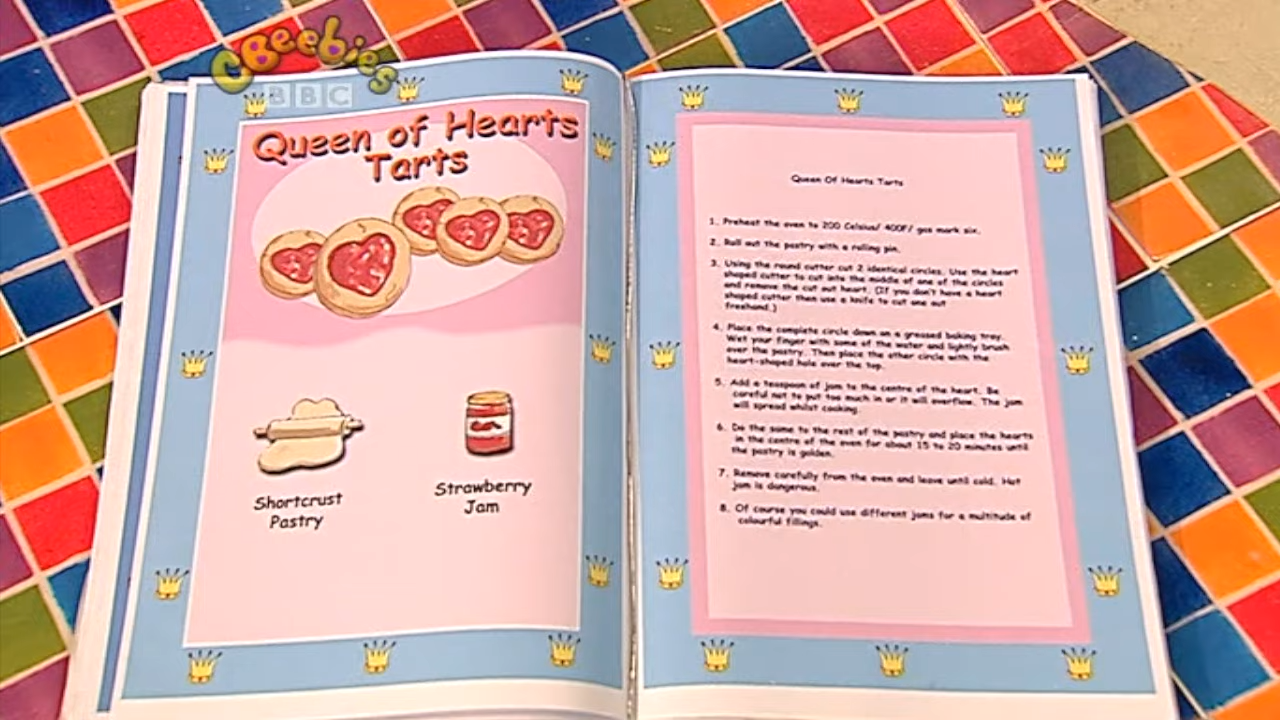 CBeebies
BBC
Queen of Hearts
Tarts
Shortcrust
Pastry
Strawberry
Jam
Queen Of Hearts Tarts
1. Preheat the oven to 200 Celsius/ 400F/ gas mark six.
2. Roll out the pastry with a rolling pin.
3. Using the round cutter cut 2 identical circles. Use the heart
shaped cutter to cut into the middle of one of the circles
and remove the cut out heart. (If you don't have a heart
shaped cutter then use a knife to cut one out
freehand.)
4. Place the complete circle down on a greased baking tray.
Wet your finger with some of the water and lightly brush
over the pastry. Then place the other circle with the
heart-shaped hole over the top.
5. Add a teaspoon of jam to the centre of the heart. Be
careful not to put too much in or it will overflow. The jam
will spread whilst cooking.
6. Do the same to the rest of the pastry and place the hearts
in the centre of the oven for about 15 to 20 minutes until
the pastry is golden.
7. Remove carefully from the oven and leave until cold. Hot
jam is dangerous.
8. Of course you could use different jams for a multitude of
colourful fillings.